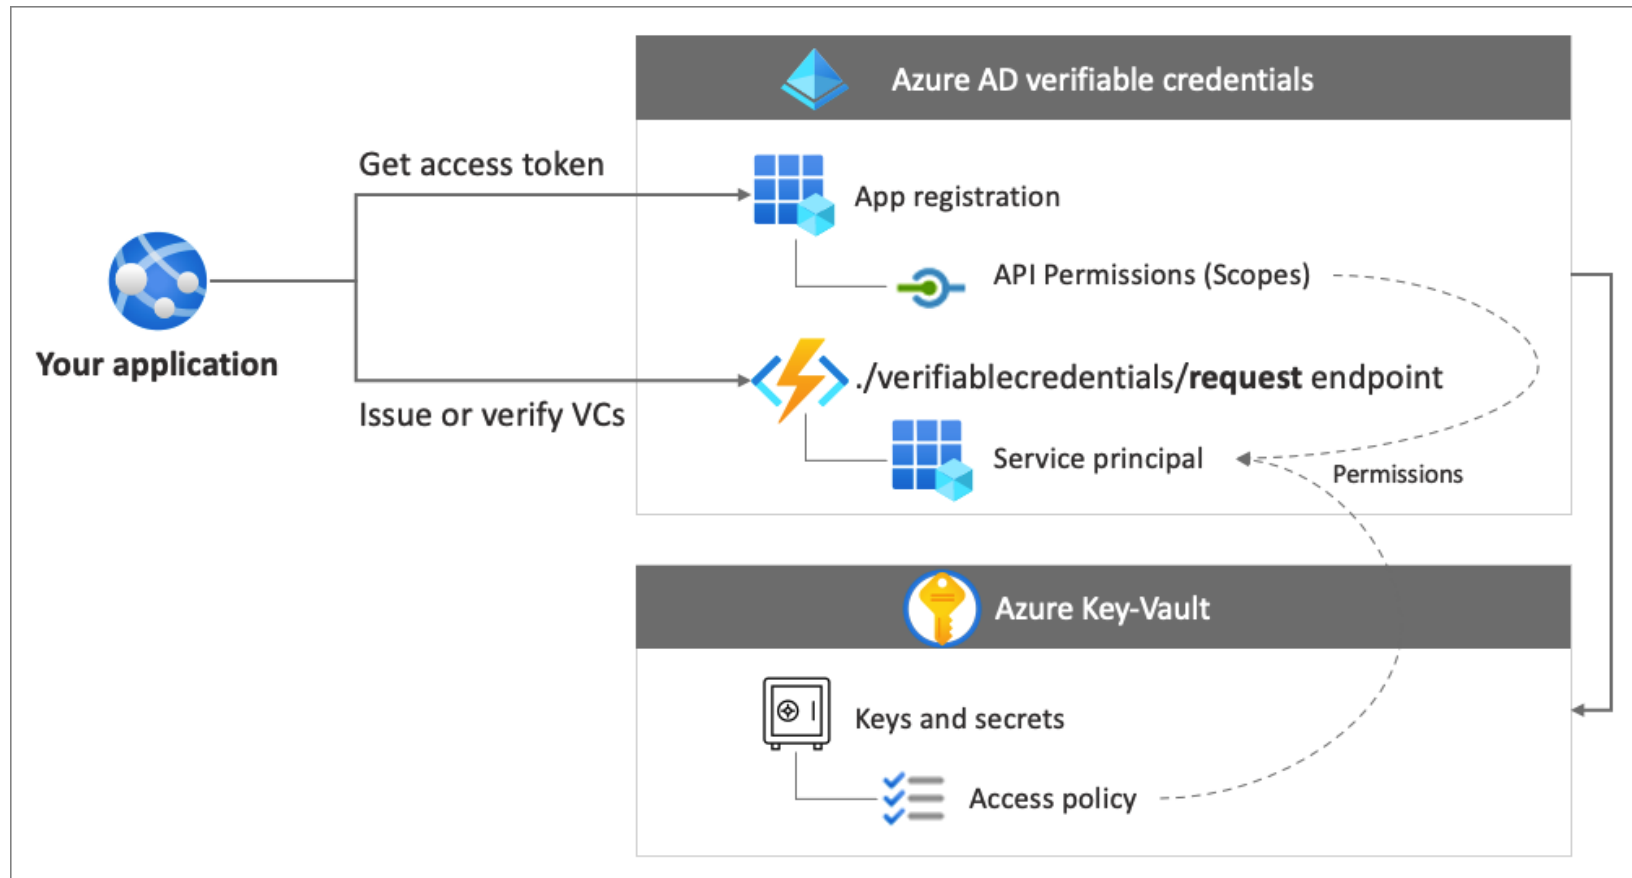 Azure AD verifiable credentials
Get access token
App registration
API Permissions (Scopes)
Your application
./verifiablecredentials/request endpoint
Issue or verify VCs
Service principal
Permissions
Azure Key-Vault
Keys and secrets
Access policy